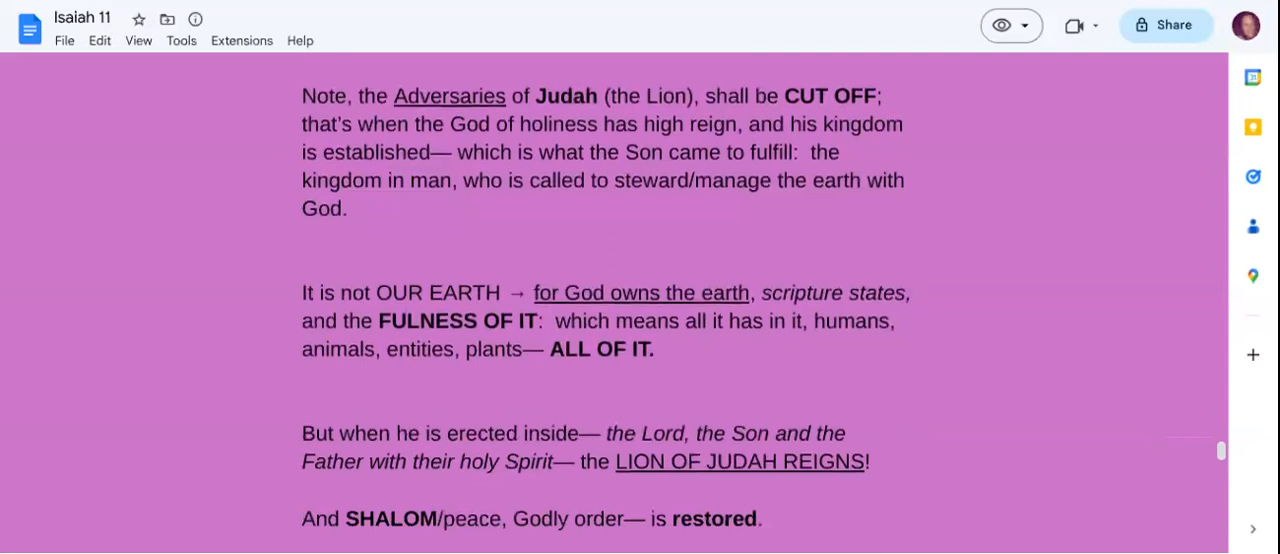 Isaiah 11
File Edit View Tools Extensions Help
Share
31
Note, the Adversaries of Judah (the Lion), shall be CUT OFF;
that's when the God of holiness has high reign, and his kingdom
is established— which is what the Son came to fulfill:  the
kingdom in man, who is called to steward/manage the earth with
God.
It is not OUR EARTH → for God owns the earth, scripture states,
and the FULNESS OF IT:  which means all it has in it, humans,
animals, entities, plants— ALL OF IT.
But when he is erected inside— the Lord, the Son and the
Father with their holy Spirit— the LION OF JUDAH REIGNS!
And SHALOM/peace, Godly order— is restored.